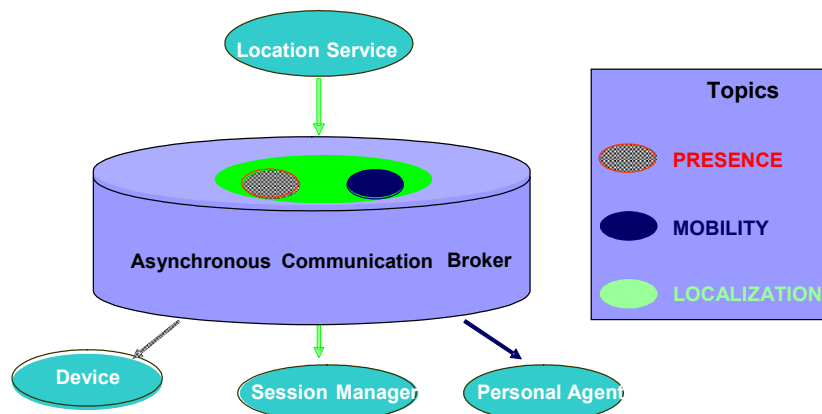 Location Service
Topics
PRESENCE
MOBILITY
LOCALIZATION
Asynchronous Communication Broker
Device
Session Manager
Personal Agent